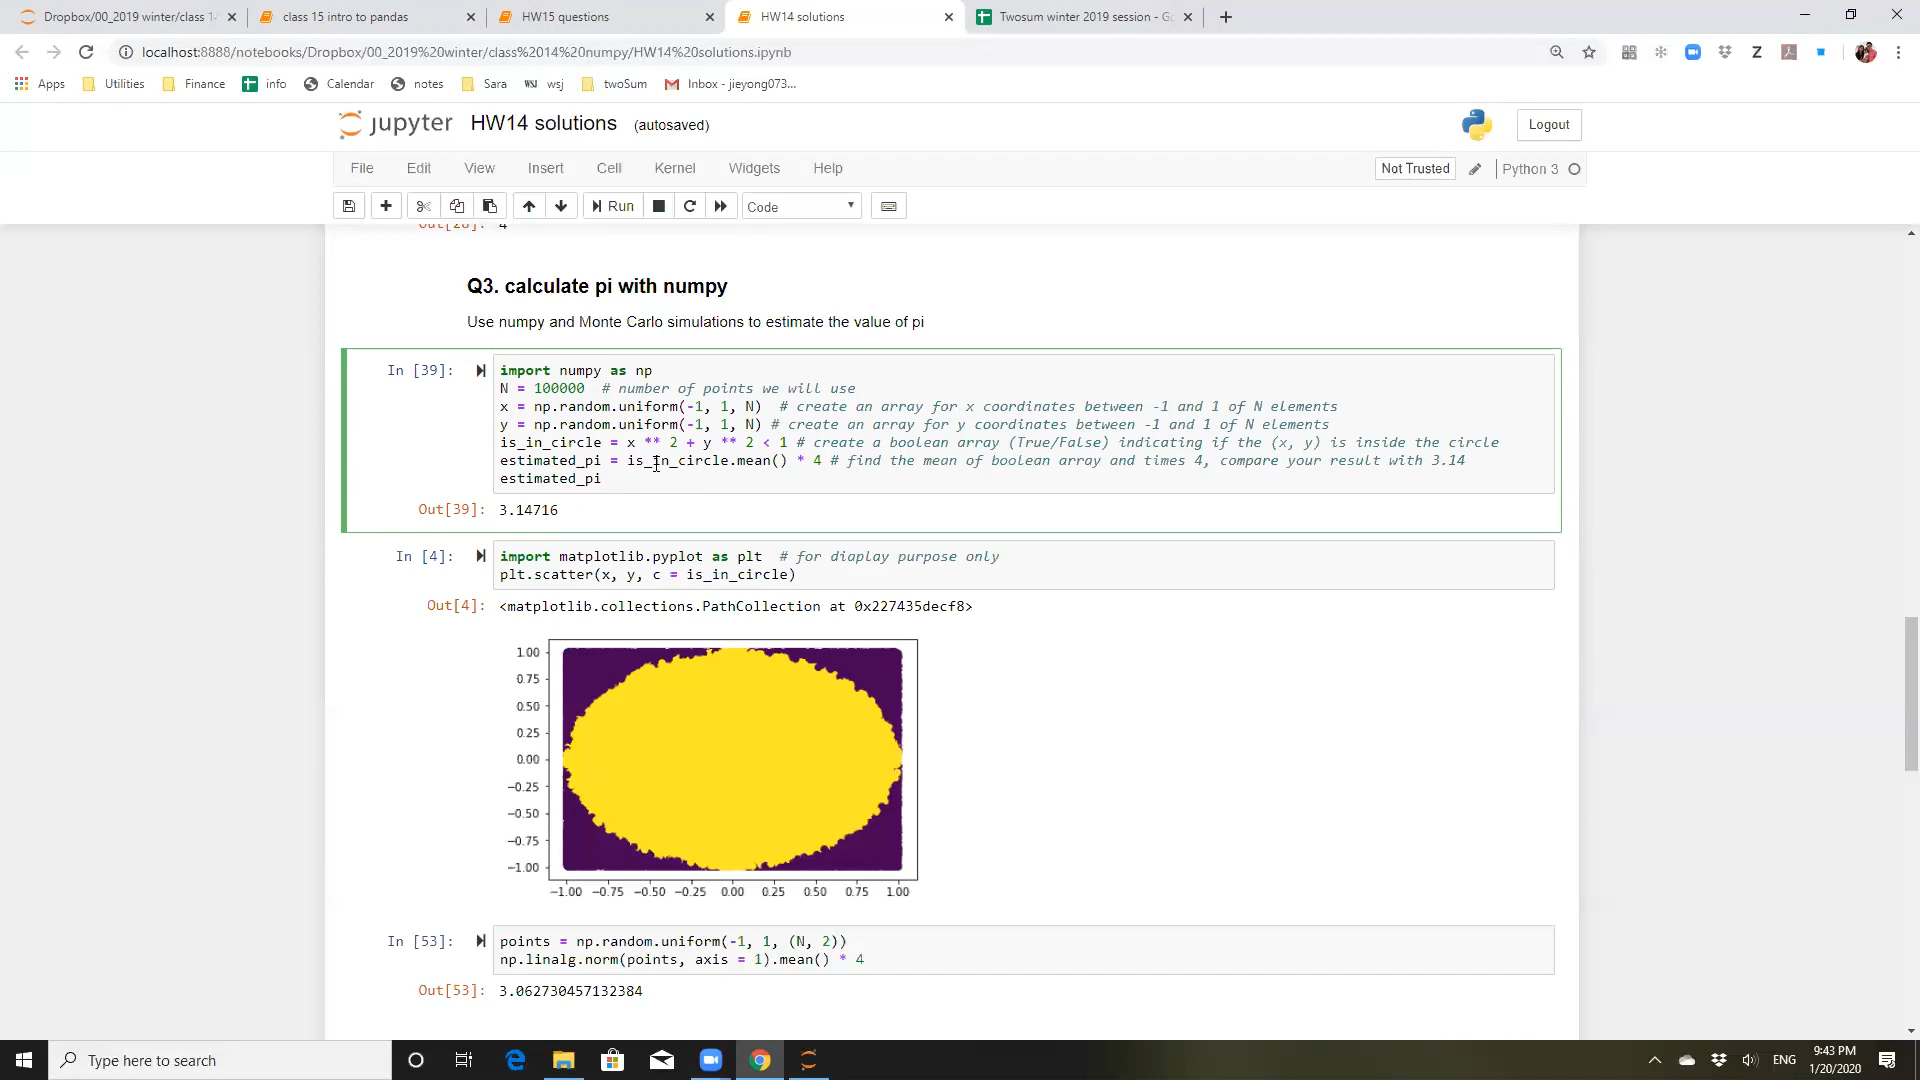 Dropbox/00_2019 winter/class 14
class 15 intro to pandas
HW15 questions
HW14 solutions
Twosum winter 2019 session - Go
localhost:8888/notebooks/Dropbox/00_2019%20winter/class%2014%20numpy/HW14%20solutions.ipynb
Apps
Utilities
Finance
info
Calendar
notes
Sara
WSJ wsj
twoSum
Inbox - jieyong073...
jupyter HW14 solutions (autosaved)
Logout
File Edit View Insert Cell Kernel Widgets Help
Not Trusted
Python 3
Run
Code
Out[28]: 4
Q3. calculate pi with numpy
Use numpy and Monte Carlo simulations to estimate the value of pi
In [39]: import numpy as np
N = 100000 # number of points we will use
x = np.random.uniform(-1, 1, N) # create an array for x coordinates between -1 and 1 of N elements
y = np.random.uniform(-1, 1, N) # create an array for y coordinates between -1 and 1 of N elements
is_in_circle = x ** 2 + y ** 2 < 1 # create a boolean array (True/False) indicating if the (x, y) is inside the circle
estimated_pi = is_in_circle.mean() * 4 # find the mean of boolean array and times 4, compare your result with 3.14
estimated_pi
Out[39]: 3.14716
In [4]: import matplotlib.pyplot as plt # for diaplay purpose only
plt.scatter(x, y, c = is_in_circle)
Out[4]: <matplotlib.collections.PathCollection at 0x227435decf8>
1.00
0.75
0.50
0.25
0.00
−0.25
−0.50
−0.75
−1.00
−1.00 −0.75 −0.50 −0.25 0.00 0.25 0.50 0.75 1.00
In [53]: points = np.random.uniform(-1, 1, (N, 2))
np.linalg.norm(points, axis = 1).mean() * 4
Out[53]: 3.062730457132384
Type here to search
ENG
9:43 PM
1/20/2020